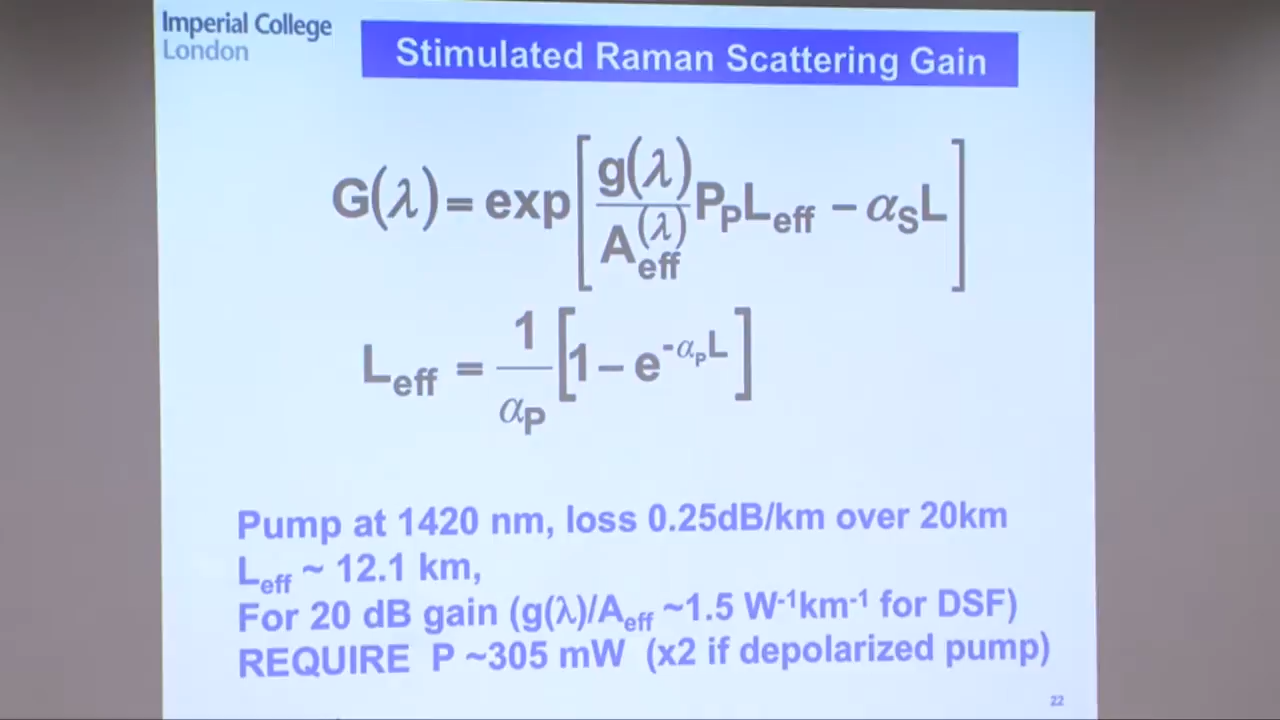 Imperial College
London
Stimulated Raman Scattering Gain
G(λ) = exp[g(λ)/A_eff^(λ) P_P L_eff − α_S L]
L_eff = 1/α_P [1 − e^-α_P L]
Pump at 1420 nm, loss 0.25dB/km over 20km
L_eff ~ 12.1 km,
For 20 dB gain (g(λ)/A_eff ~1.5 W⁻¹km⁻¹ for DSF)
REQUIRE P ~305 mW (x2 if depolarized pump)
22